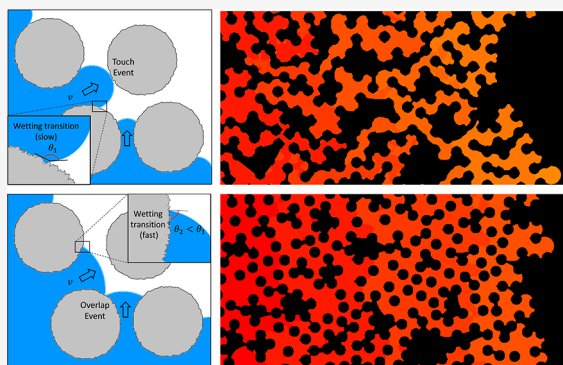 Touch
Event
v
Wetting transition
(slow)
θ₁
Wetting
transition
(fast)
θ₂ < θ₁
v
Overlap
Event